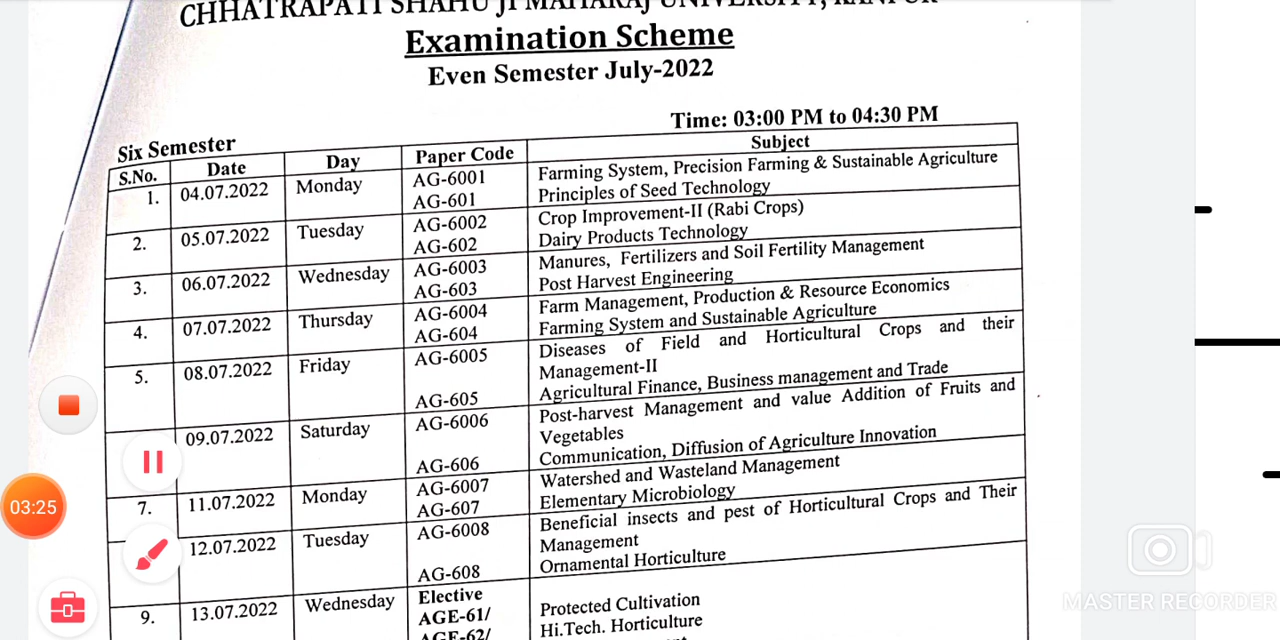 CHHATRAPATI SHAHU JI MAHARAJ UNIVERSITY, KANPUR
Examination Scheme
Even Semester July-2022
Time: 03:00 PM to 04:30 PM
Six Semester
S.No. Date Day Paper Code Subject
1. 04.07.2022 Monday AG-6001 Farming System, Precision Farming & Sustainable Agriculture
AG-601 Principles of Seed Technology
2. 05.07.2022 Tuesday AG-6002 Crop Improvement-II (Rabi Crops)
AG-602 Dairy Products Technology
3. 06.07.2022 Wednesday AG-6003 Manures, Fertilizers and Soil Fertility Management
AG-603 Post Harvest Engineering
4. 07.07.2022 Thursday AG-6004 Farm Management, Production & Resource Economics
AG-604 Farming System and Sustainable Agriculture
5. 08.07.2022 Friday AG-6005 Diseases of Field and Horticultural Crops and their
Management-II
AG-605 Agricultural Finance, Business management and Trade
09.07.2022 Saturday AG-6006 Post-harvest Management and value Addition of Fruits and
Vegetables
AG-606 Communication, Diffusion of Agriculture Innovation
7. 11.07.2022 Monday AG-6007 Watershed and Wasteland Management
AG-607 Elementary Microbiology
12.07.2022 Tuesday AG-6008 Beneficial insects and pest of Horticultural Crops and Their
Management
AG-608 Ornamental Horticulture
9. 13.07.2022 Wednesday Elective
AGE-61/ Protected Cultivation
AGE-62/ Hi.Tech. Horticulture
03:25
MASTER RECORDER